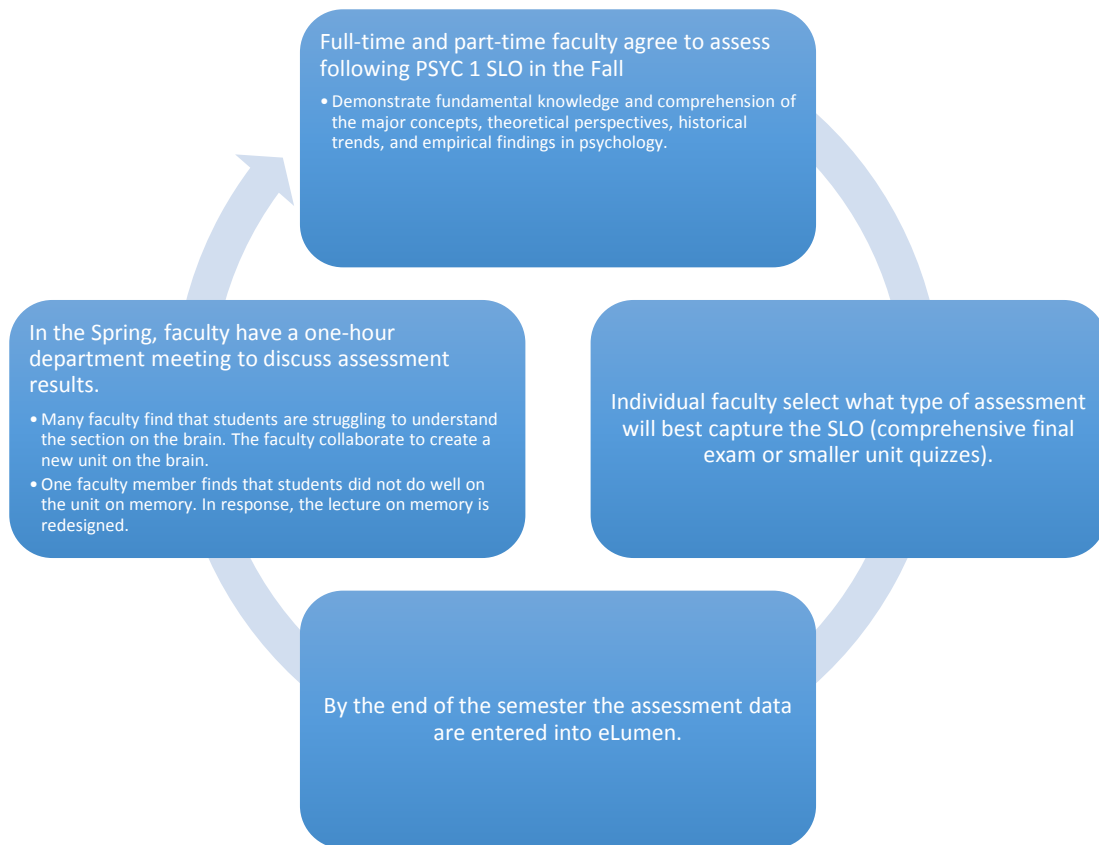 Full-time and part-time faculty agree to assess
following PSYC 1 SLO in the Fall
• Demonstrate fundamental knowledge and comprehension of
the major concepts, theoretical perspectives, historical
trends, and empirical findings in psychology.
Individual faculty select what type of assessment
will best capture the SLO (comprehensive final
exam or smaller unit quizzes).
By the end of the semester the assessment data
are entered into eLumen.
In the Spring, faculty have a one-hour
department meeting to discuss assessment
results.
• Many faculty find that students are struggling to understand
the section on the brain. The faculty collaborate to create a
new unit on the brain.
• One faculty member finds that students did not do well on
the unit on memory. In response, the lecture on memory is
redesigned.